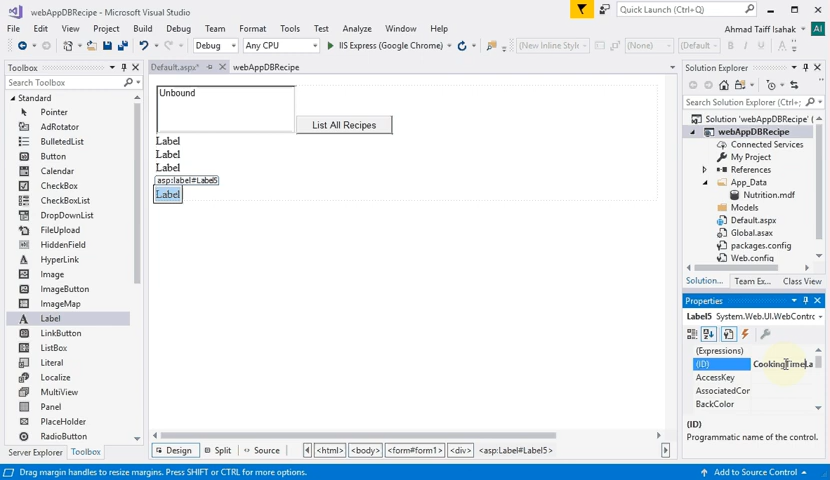 webAppDBRecipe - Microsoft Visual Studio
Quick Launch (Ctrl+Q)
File Edit View Project Build Debug Team Format Table Tools Test Analyze Window Help
Ahmad Taiff Isahak AI
Debug Any CPU IIS Express (Google Chrome) (New Inline Style) (None) (Default) B I
Toolbox
Search Toolbox
Standard
Pointer
AdRotator
BulletedList
Button
Calendar
CheckBox
CheckBoxList
DropDownList
FileUpload
HiddenField
HyperLink
Image
ImageButton
ImageMap
Label
LinkButton
ListBox
Literal
Localize
MultiView
Panel
PlaceHolder
RadioButton
Server Explorer Toolbox
Default.aspx* webAppDBRecipe
Unbound
List All Recipes
Label
Label
Label
asp:label#Label5
Label
Design Split Source <html> <body> <form#form1> <div> <asp:Label#Label5>
Solution Explorer
Search Solution Explorer (Ctrl+;)
Solution 'webAppDBRecipe' (
webAppDBRecipe
Connected Services
My Project
References
App_Data
Nutrition.mdf
Models
Default.aspx
Global.asax
packages.config
Web.config
Solution... Team Ex... Class View
Properties
Label5 System.Web.UI.WebContro
(Expressions)
(ID) CookingTimeLa
AccessKey
AssociatedCor
BackColor
(ID)
Programmatic name of the control.
Drag margin handles to resize margins. Press SHIFT or CTRL for more options.
Add to Source Control